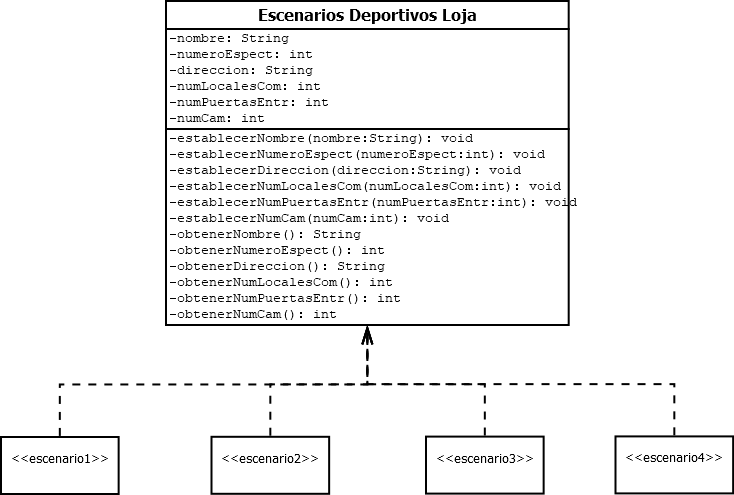 Escenarios Deportivos Loja
-nombre: String
-numeroEspect: int
-direccion: String
-numLocalesCom: int
-numPuertasEntr: int
-numCam: int
-establecerNombre(nombre:String): void
-establecerNumeroEspect(numeroEspect:int): void
-establecerDireccion(direccion:String): void
-establecerNumLocalesCom(numLocalesCom:int): void
-establecerNumPuertasEntr(numPuertasEntr:int): void
-establecerNumCam(numCam:int): void
-obtenerNombre(): String
-obtenerNumeroEspect(): int
-obtenerDireccion(): String
-obtenerNumLocalesCom(): int
-obtenerNumPuertasEntr(): int
-obtenerNumCam(): int
<<escenario1>> <<escenario2>> <<escenario3>> <<escenario4>>